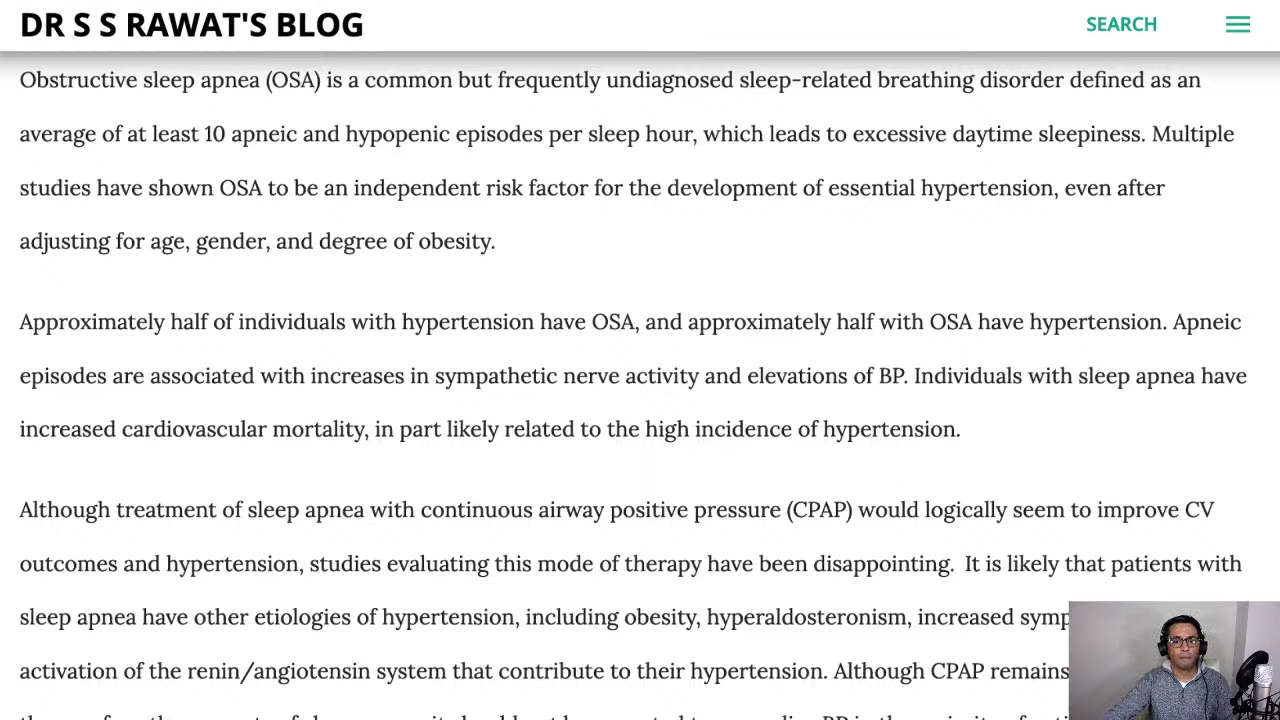 DR S S RAWAT'S BLOG
SEARCH
Obstructive sleep apnea (OSA) is a common but frequently undiagnosed sleep-related breathing disorder defined as an
average of at least 10 apneic and hypopenic episodes per sleep hour, which leads to excessive daytime sleepiness. Multiple
studies have shown OSA to be an independent risk factor for the development of essential hypertension, even after
adjusting for age, gender, and degree of obesity.
Approximately half of individuals with hypertension have OSA, and approximately half with OSA have hypertension. Apneic
episodes are associated with increases in sympathetic nerve activity and elevations of BP. Individuals with sleep apnea have
increased cardiovascular mortality, in part likely related to the high incidence of hypertension.
Although treatment of sleep apnea with continuous airway positive pressure (CPAP) would logically seem to improve CV
outcomes and hypertension, studies evaluating this mode of therapy have been disappointing. It is likely that patients with
sleep apnea have other etiologies of hypertension, including obesity, hyperaldosteronism, increased symp
activation of the renin/angiotensin system that contribute to their hypertension. Although CPAP remains